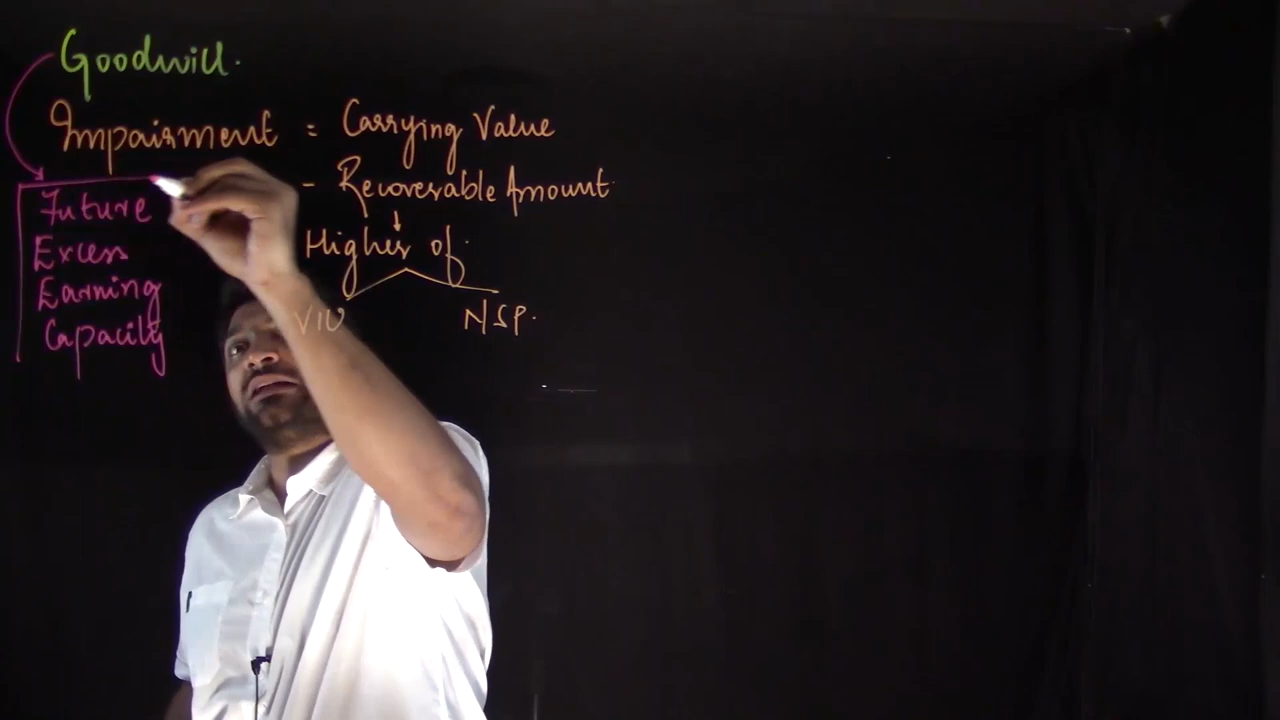 Goodwill.
Impairment = Carrying Value
- Recoverable Amount
Higher of
VIU NSP.
Future
Excess
Earning
Capacity